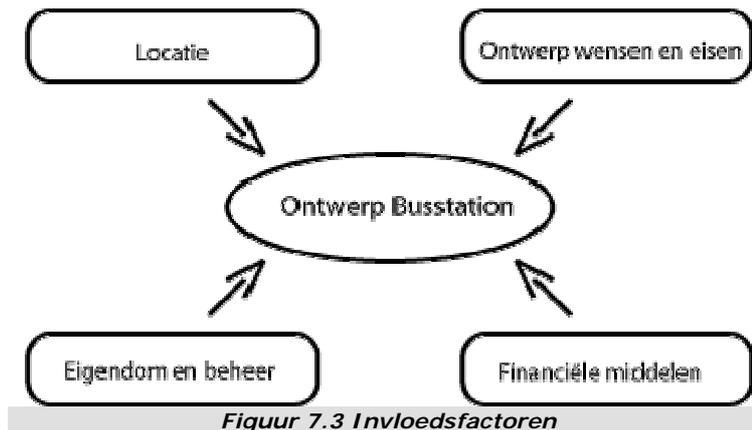 Locatie
Ontwerp wensen en eisen
Ontwerp Busstation
Eigendom en beheer
Financiële middelen
Figuur 7.3 Invloedsfactoren